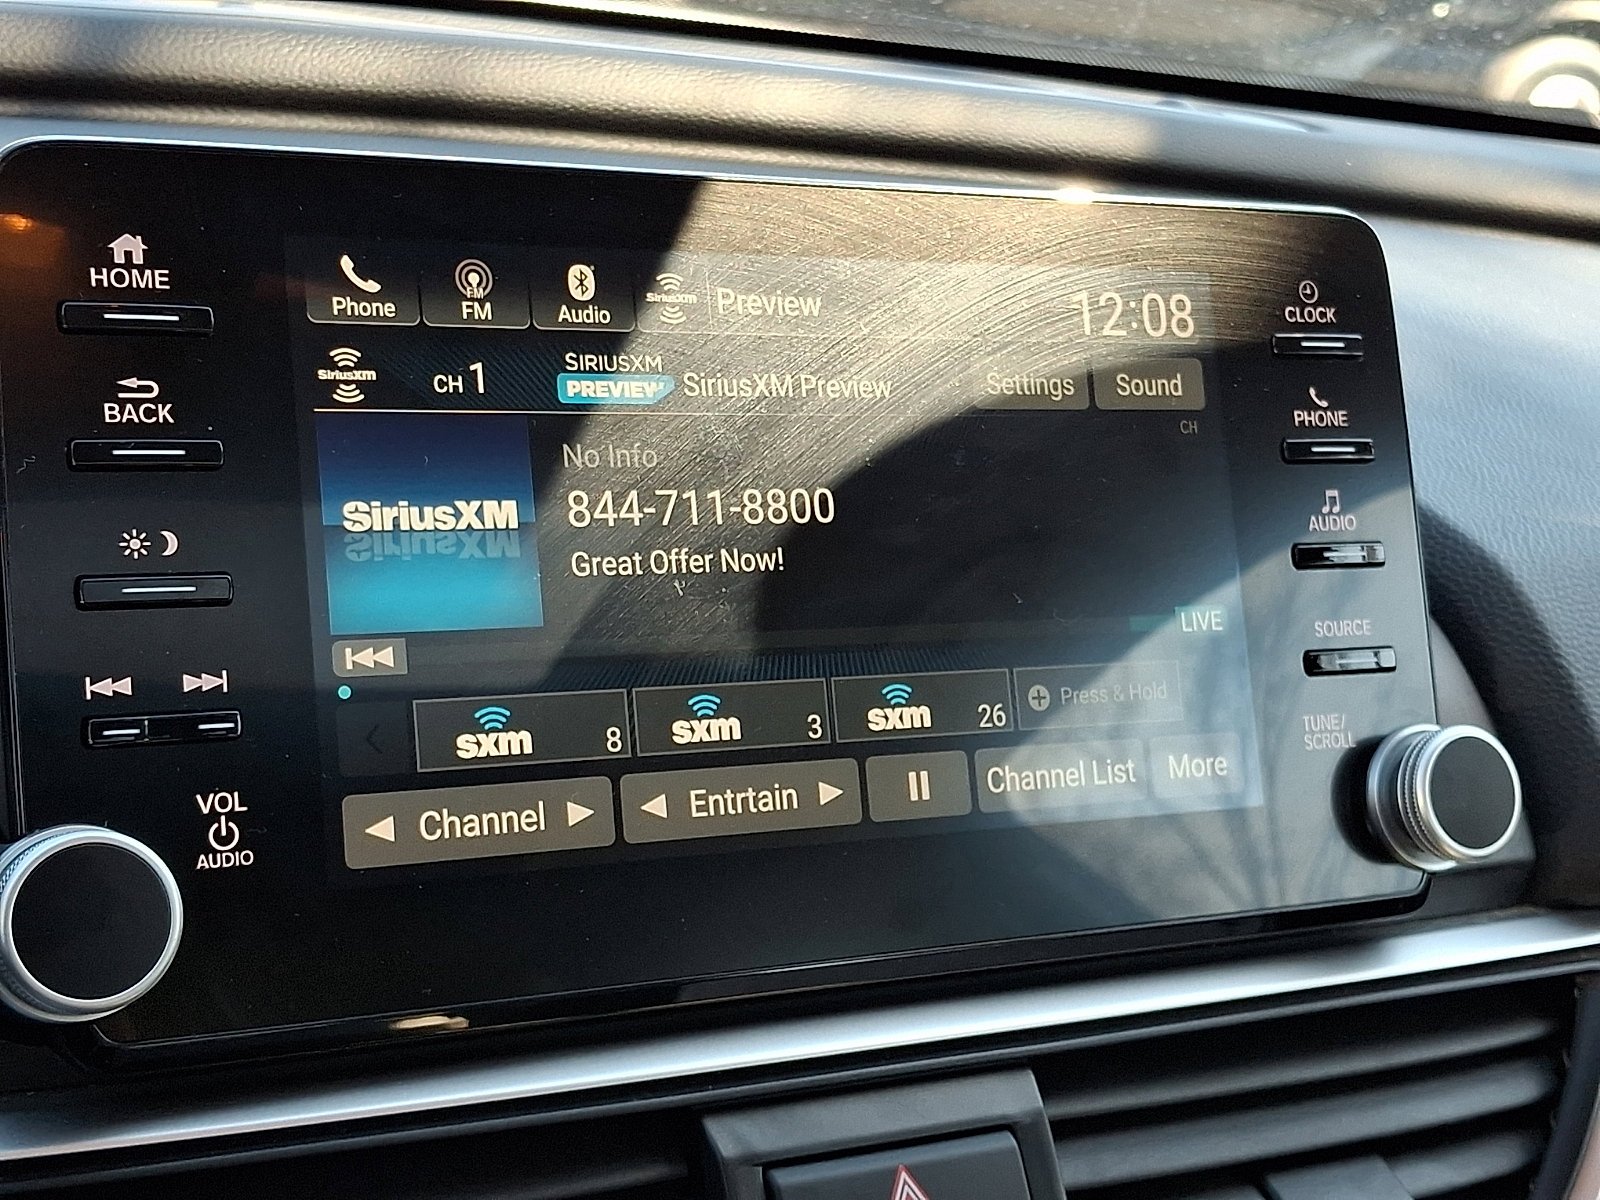 HOME
BACK
VOL
AUDIO
Phone
FM
FM
Audio
SiriusXM
Preview
12:08
SiriusXM
CH 1
SIRIUSXM
PREVIEW
SiriusXM Preview
Settings
Sound
CH
SiriusXM
No Info
844-711-8800
Great Offer Now!
LIVE
sxm 8
sxm 3
sxm 26
Press & Hold
Channel
Entrtain
Channel List
More
CLOCK
PHONE
AUDIO
SOURCE
TUNE/
SCROLL